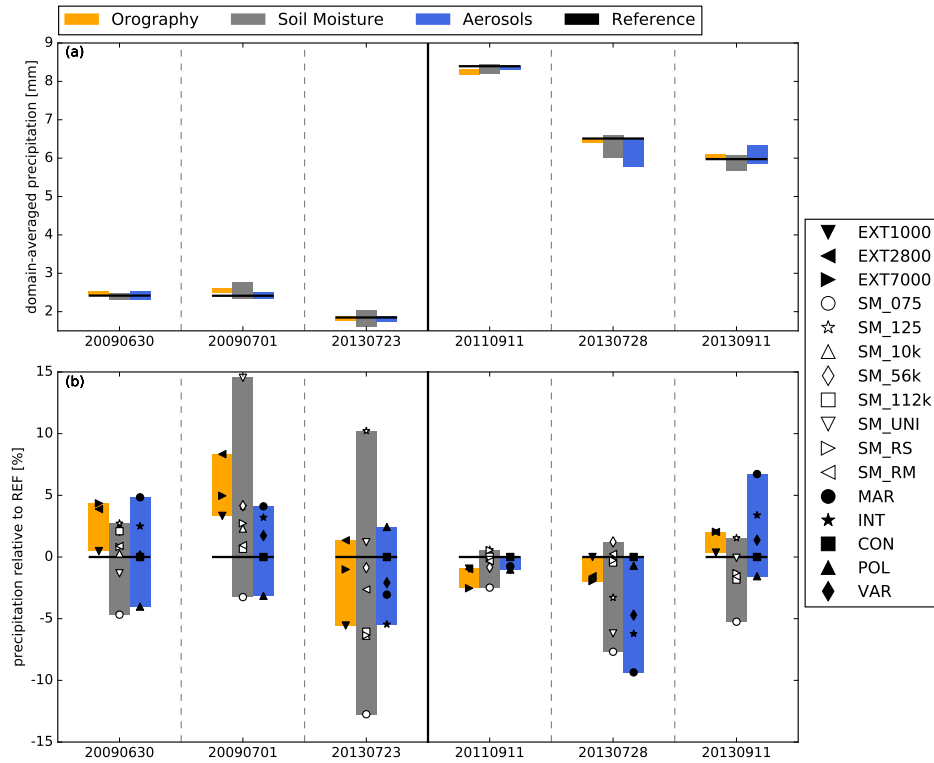 Orography Soil Moisture Aerosols Reference
(a)
9
8
7
6
5
4
3
2
domain-averaged precipitation [mm]
20090630 20090701 20130723 20110911 20130728 20130911
(b)
15
10
5
0
-5
-10
-15
precipitation relative to REF [%]
20090630 20090701 20130723 20110911 20130728 20130911
EXT1000
EXT2800
EXT7000
SM_075
SM_125
SM_10k
SM_56k
SM_112k
SM_UNI
SM_RS
SM_RM
MAR
INT
CON
POL
VAR